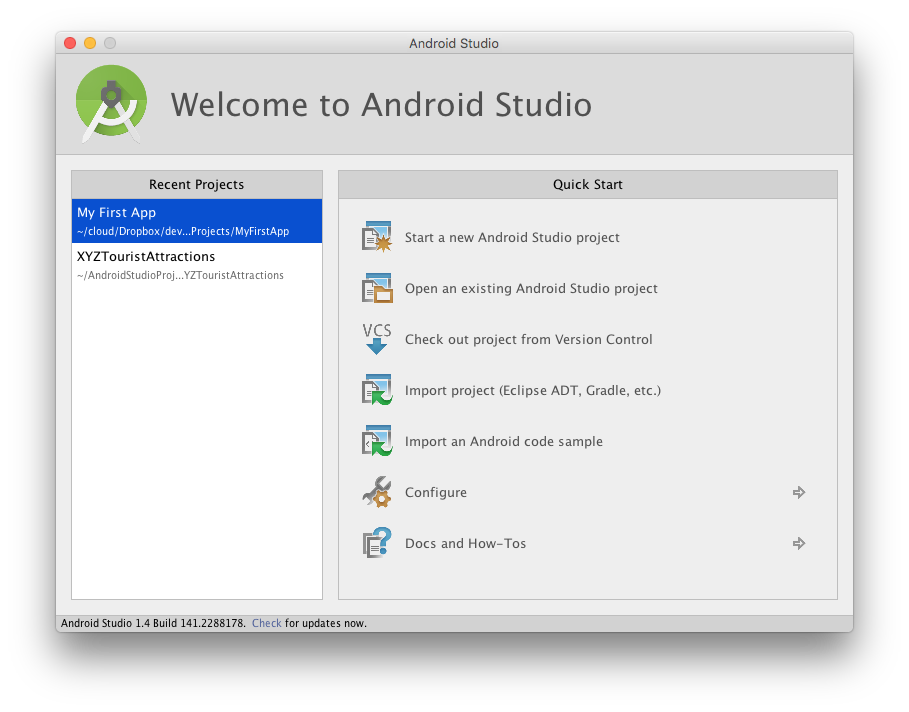 Android Studio
Welcome to Android Studio
Recent Projects
My First App
~/cloud/Dropbox/dev...Projects/MyFirstApp
XYZTouristAttractions
~/AndroidStudioProj...YZTouristAttractions
Quick Start
Start a new Android Studio project
Open an existing Android Studio project
VCS
Check out project from Version Control
Import project (Eclipse ADT, Gradle, etc.)
Import an Android code sample
Configure
Docs and How-Tos
Android Studio 1.4 Build 141.2288178. Check for updates now.